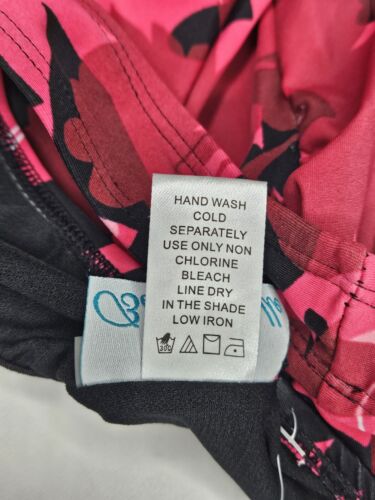 HAND WASH
COLD
SEPARATELY
USE ONLY NON
CHLORINE
BLEACH
LINE DRY
IN THE SHADE
LOW IRON